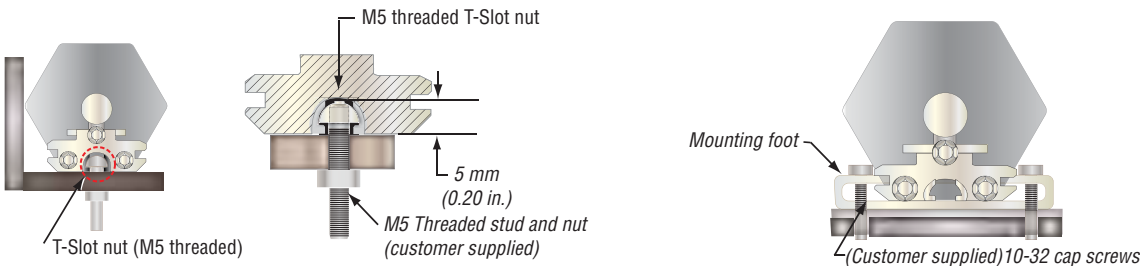 M5 threaded T-Slot nut
5 mm
(0.20 in.)
M5 Threaded stud and nut
(customer supplied)
T-Slot nut (M5 threaded)
Mounting foot
(Customer supplied)10-32 cap screws